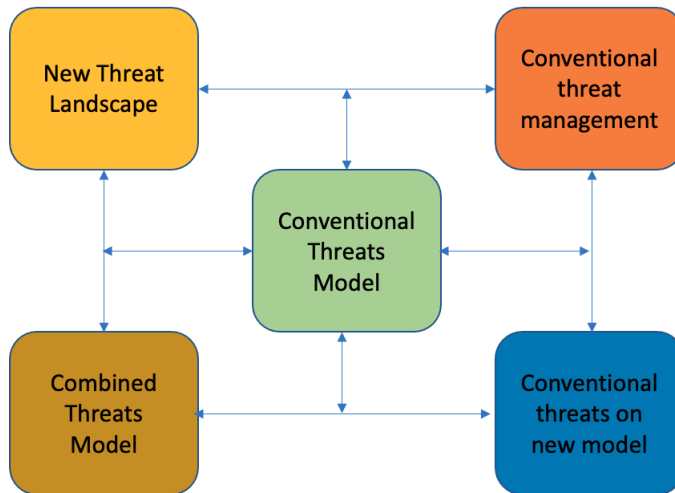 New Threat
Landscape
Conventional
threat
management
Conventional
Threats
Model
Combined
Threats
Model
Conventional
threats on
new model